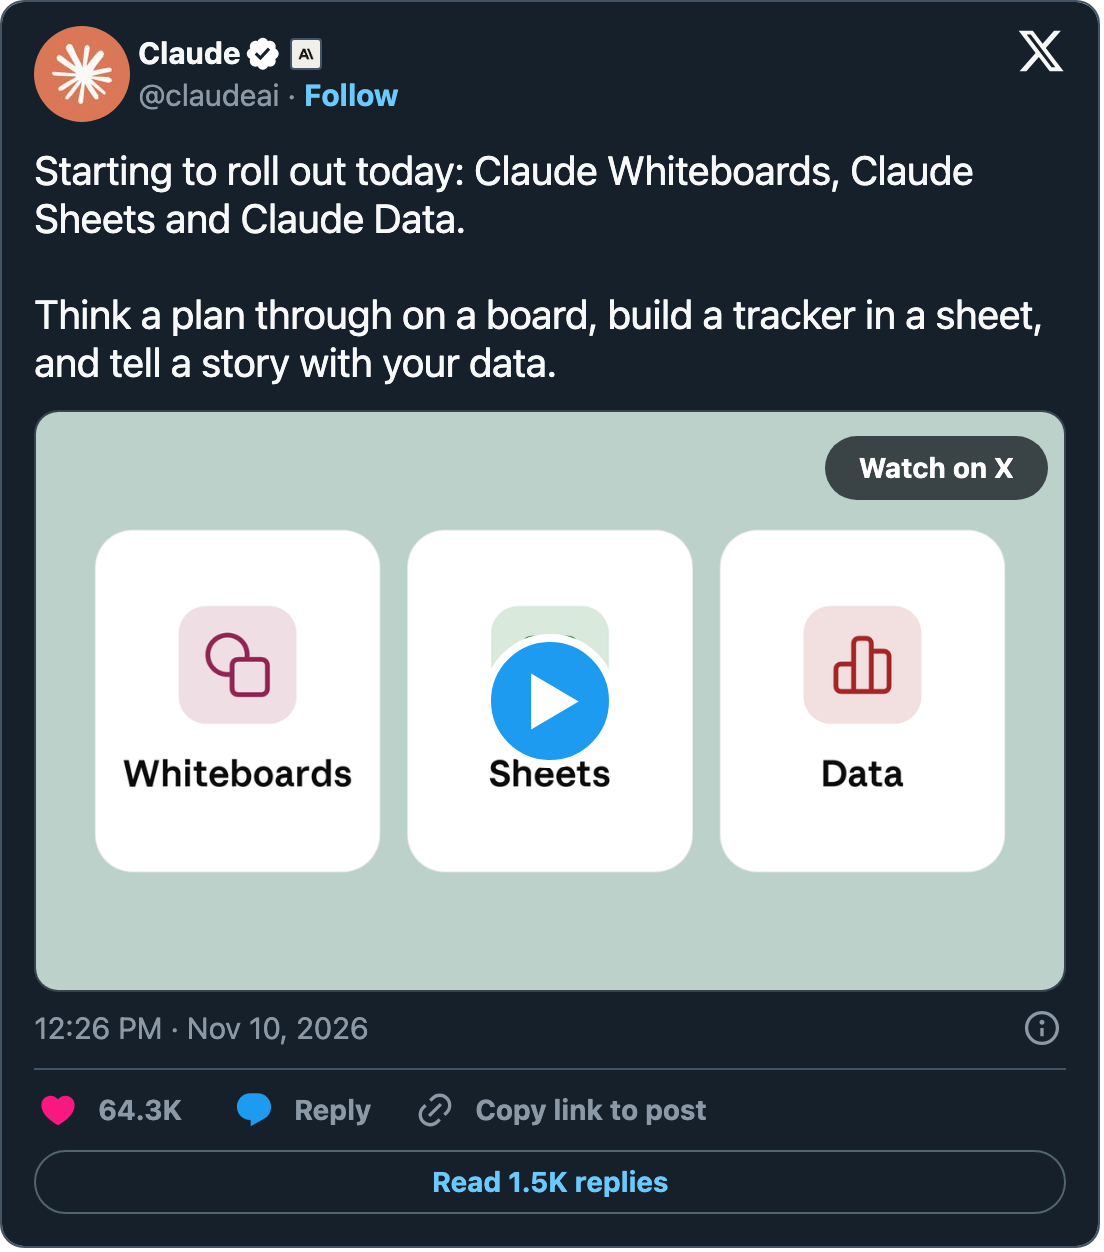 Claude
@claudeai · Follow
Starting to roll out today: Claude Whiteboards, Claude
Sheets and Claude Data.
Think a plan through on a board, build a tracker in a sheet,
and tell a story with your data.
Watch on X
Whiteboards
Sheets
Data
12:26 PM · Nov 10, 2026
64.3K
Reply
Copy link to post
Read 1.5K replies